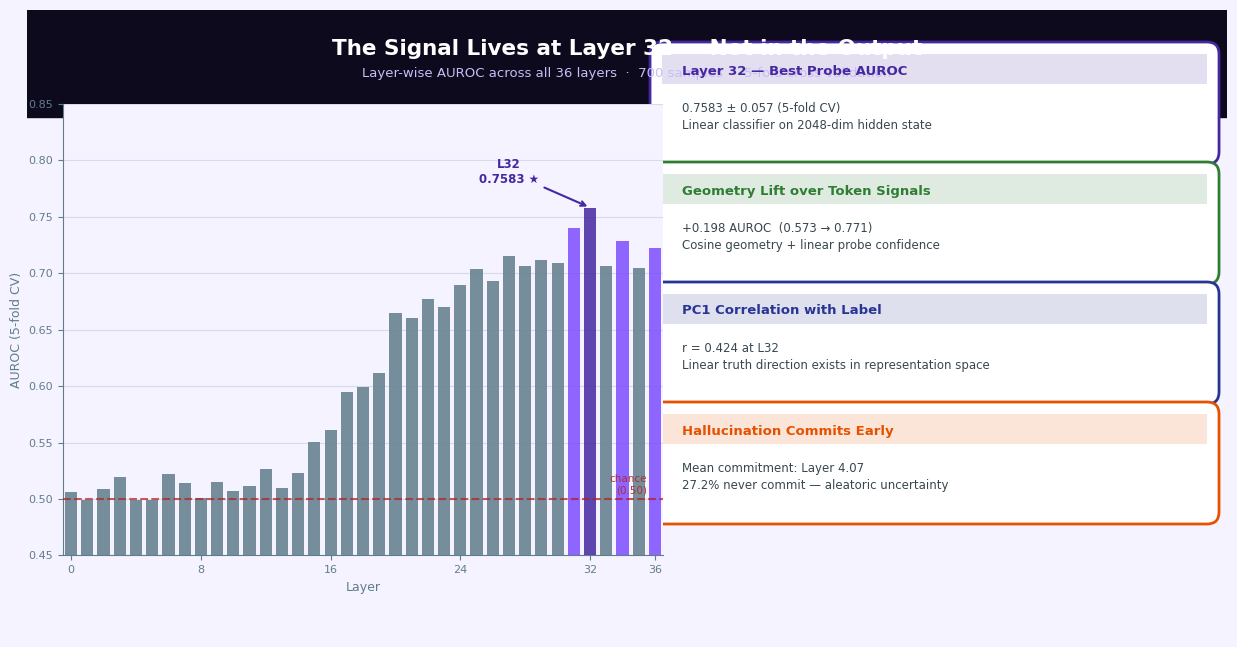 The Signal Lives at Layer 32 — Not in the Output
Layer-wise AUROC across all 36 layers · 700
0.85
0.80
0.75
0.70
0.65
0.60
0.55
0.50
0.45
AUROC (5-fold CV)
L32
0.7583 ★
chance
(0.50)
0
8
16
24
32
36
Layer
Layer 32 — Best Probe AUROC
0.7583 ± 0.057 (5-fold CV)
Linear classifier on 2048-dim hidden state
Geometry Lift over Token Signals
+0.198 AUROC (0.573 → 0.771)
Cosine geometry + linear probe confidence
PC1 Correlation with Label
r = 0.424 at L32
Linear truth direction exists in representation space
Hallucination Commits Early
Mean commitment: Layer 4.07
27.2% never commit — aleatoric uncertainty